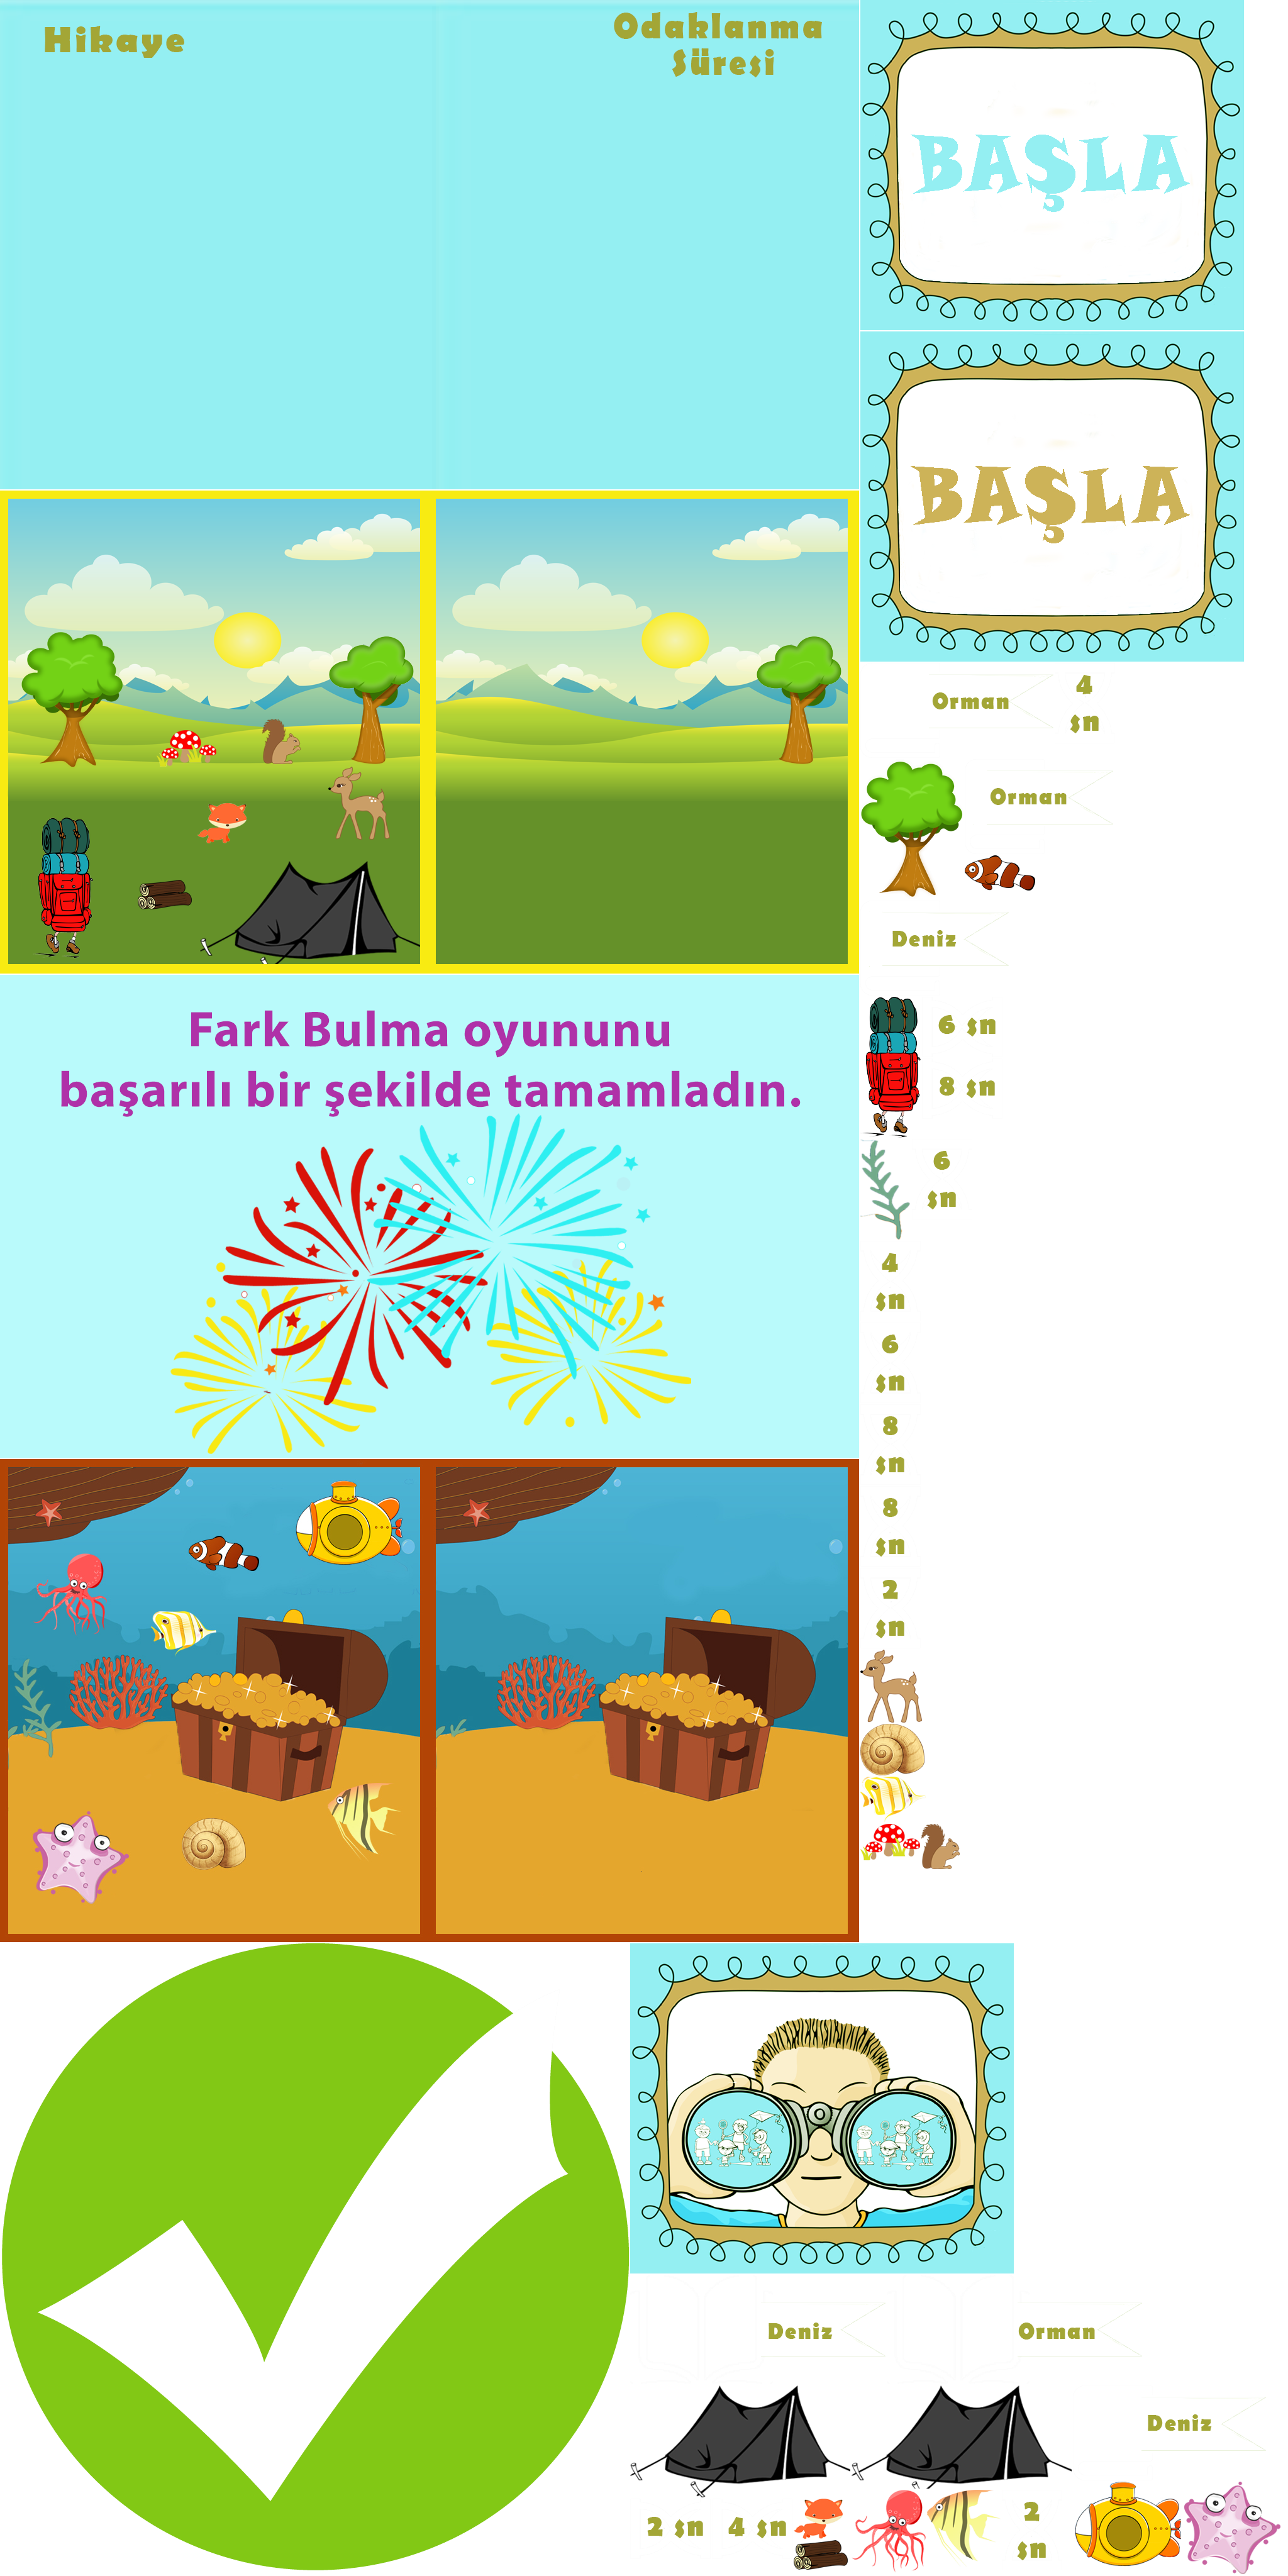 Hikaye
Odaklanma
Süresi
BAŞLA
BAŞLA
Orman
4
sn
Orman
Deniz
6 sn
8 sn
6
sn
Fark Bulma oyununu
başarılı bir şekilde tamamladın.
4
sn
6
sn
8
sn
8
sn
2
sn
Deniz
Orman
Deniz
2 sn
4 sn
2
sn